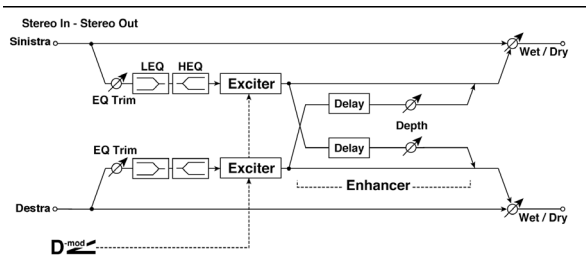 Stereo In - Stereo Out
Sinistra
Wet / Dry
LEQ HEQ
EQ Trim
Exciter
Delay
Depth
EQ Trim
Delay
Exciter
Enhancer
Destra
Wet / Dry
D-mod